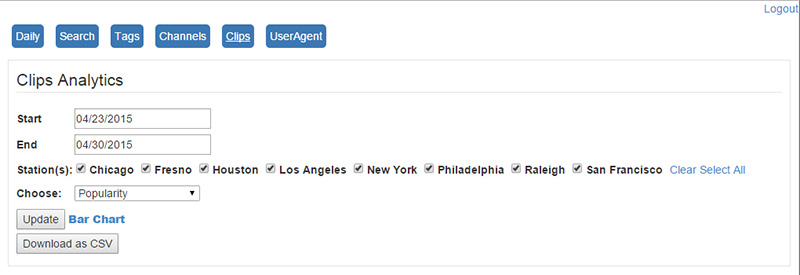 Logout
Daily Search Tags Channels Clips UserAgent
Clips Analytics
Start 04/23/2015
End 04/30/2015
Station(s): Chicago Fresno Houston Los Angeles New York Philadelphia Raleigh San Francisco Clear Select All
Choose: Popularity
Update Bar Chart
Download as CSV